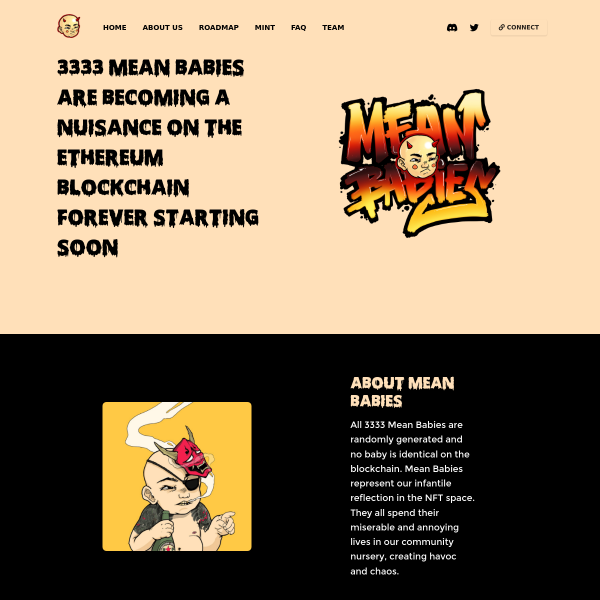 HOME ABOUT US ROADMAP MINT FAQ TEAM CONNECT
3333 MEAN BABIES
ARE BECOMING A
NUISANCE ON THE
ETHEREUM
BLOCKCHAIN
FOREVER STARTING
SOON
MEAN
BABIES
ABOUT MEAN
BABIES
All 3333 Mean Babies are
randomly generated and
no baby is identical on the
blockchain. Mean Babies
represent our infantile
reflection in the NFT space.
They all spend their
miserable and annoying
lives in our community
nursery, creating havoc
and chaos.